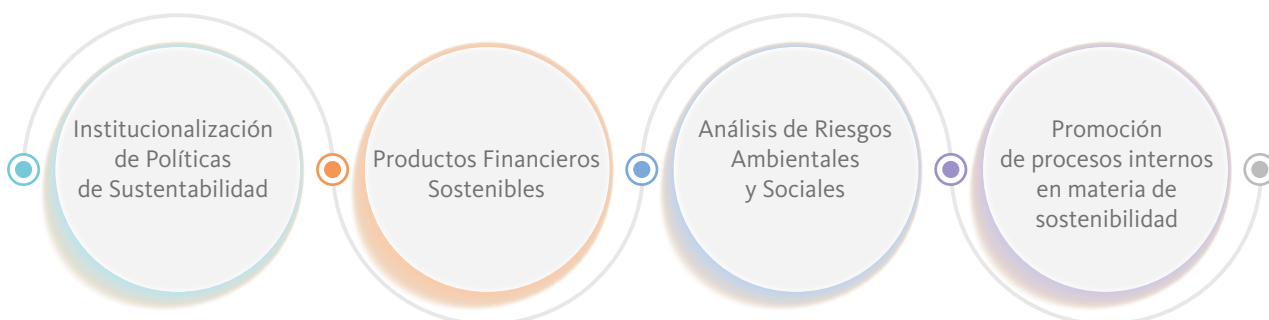 Institucionalización
de Políticas
de Sustentabilidad
Productos Financieros
Sostenibles
Análisis de Riesgos
Ambientales
y Sociales
Promoción
de procesos internos
en materia de
sostenibilidad